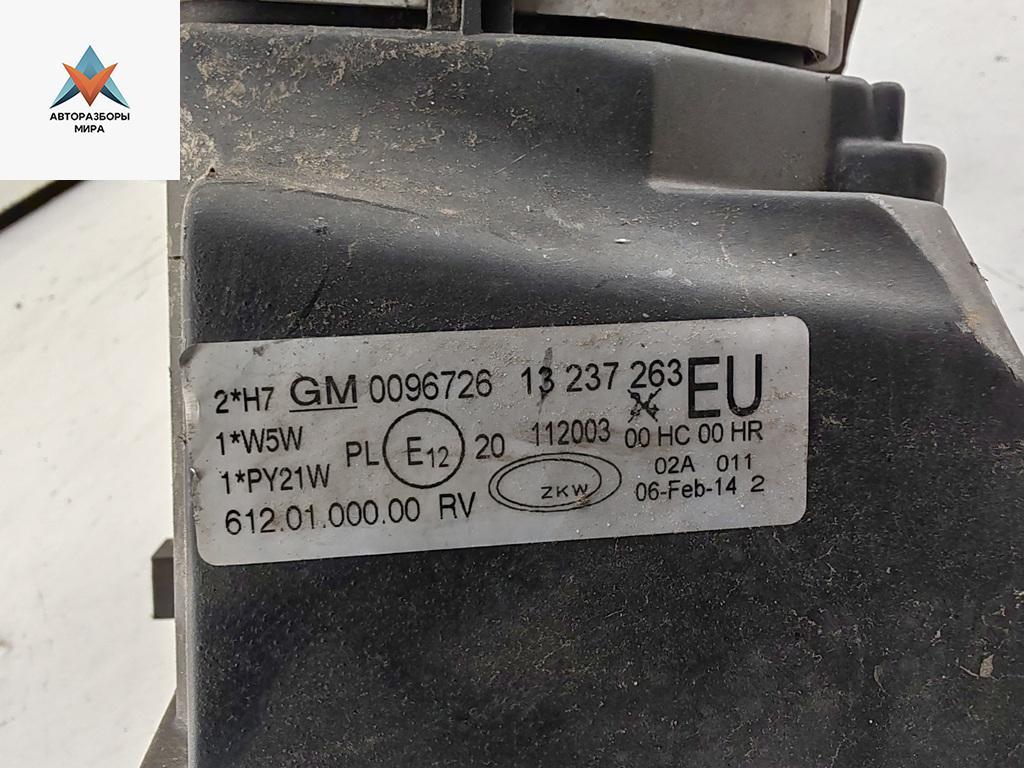 АВТОРАЗБОРЫ
МИРА
2*H7 GM 0096726 13 237 263 EU
1*W5W PL E12 20 112003 00 HC 00 HR
1*PY21W ZKW 02A 011
612.01.000.00 RV 06-Feb-14 2